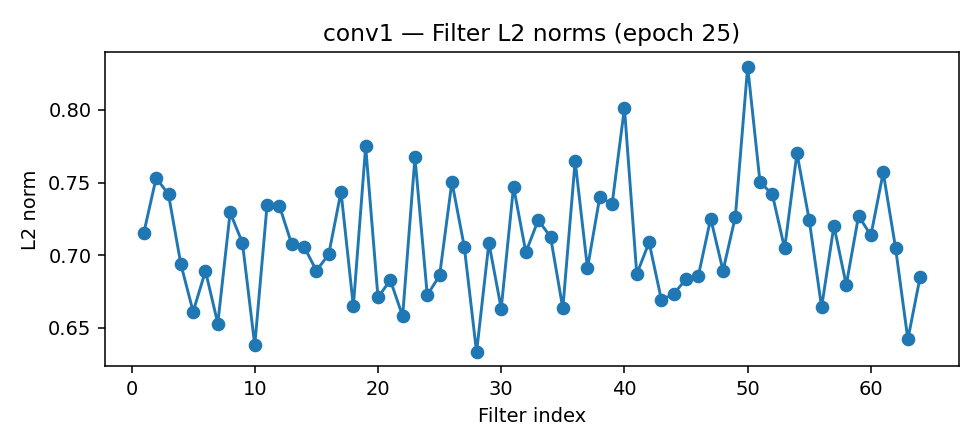 conv1 — Filter L2 norms (epoch 25)
0.80
0.75
0.70
0.65
L2 norm
0 10 20 30 40 50 60
Filter index